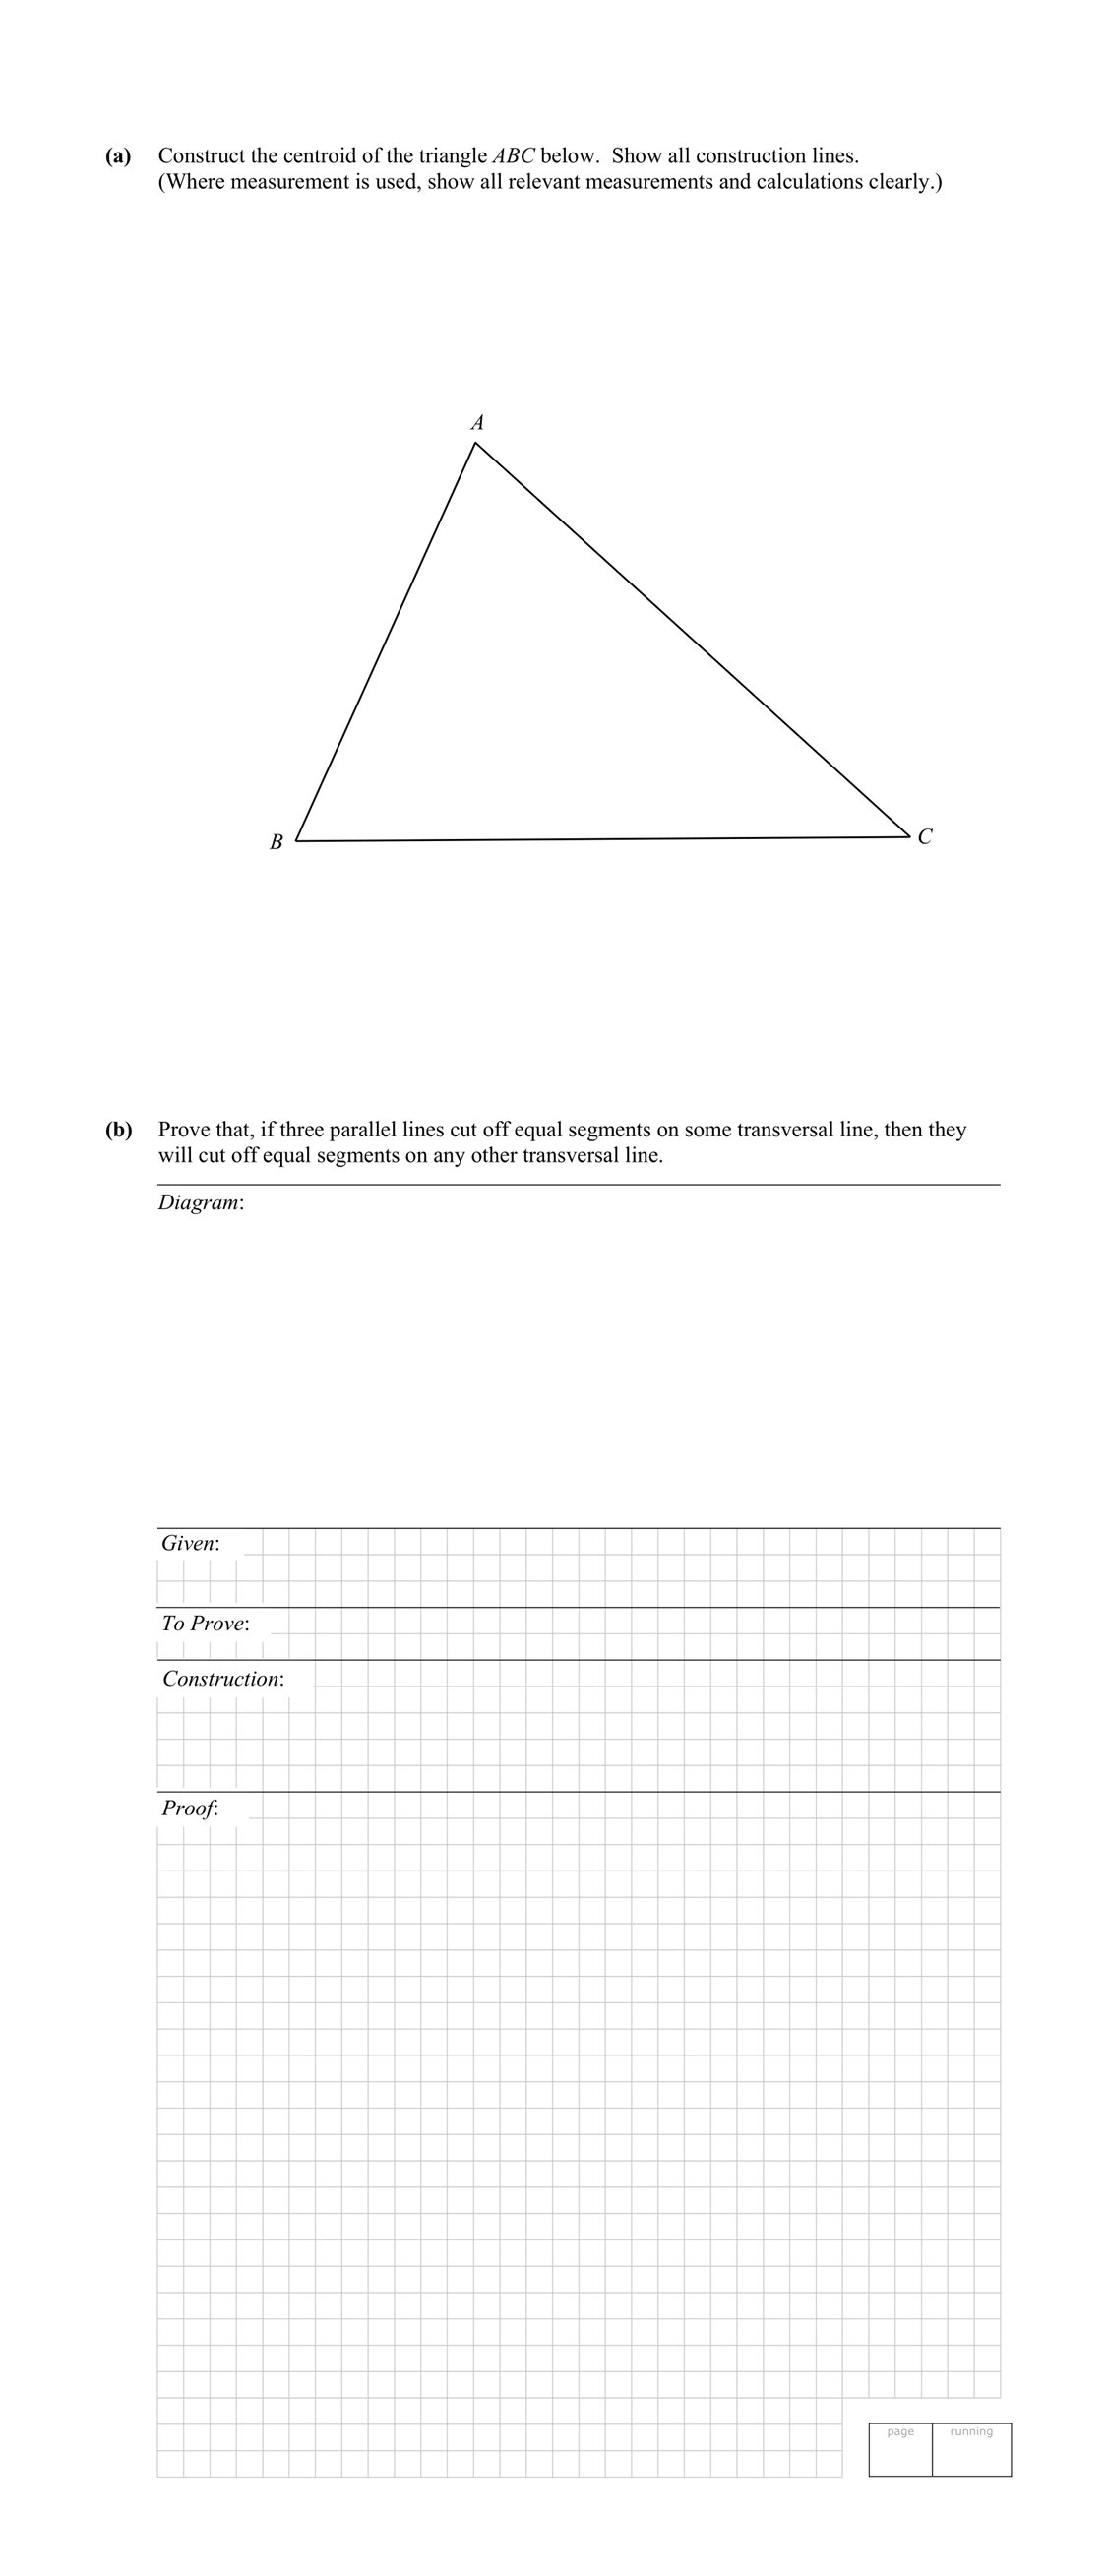 (a) Construct the centroid of the triangle ABC below. Show all construction lines.
(Where measurement is used, show all relevant measurements and calculations clearly.)
A
B
C
(b) Prove that, if three parallel lines cut off equal segments on some transversal line, then they
will cut off equal segments on any other transversal line.
Diagram:
Given:
To Prove:
Construction:
Proof:
page running